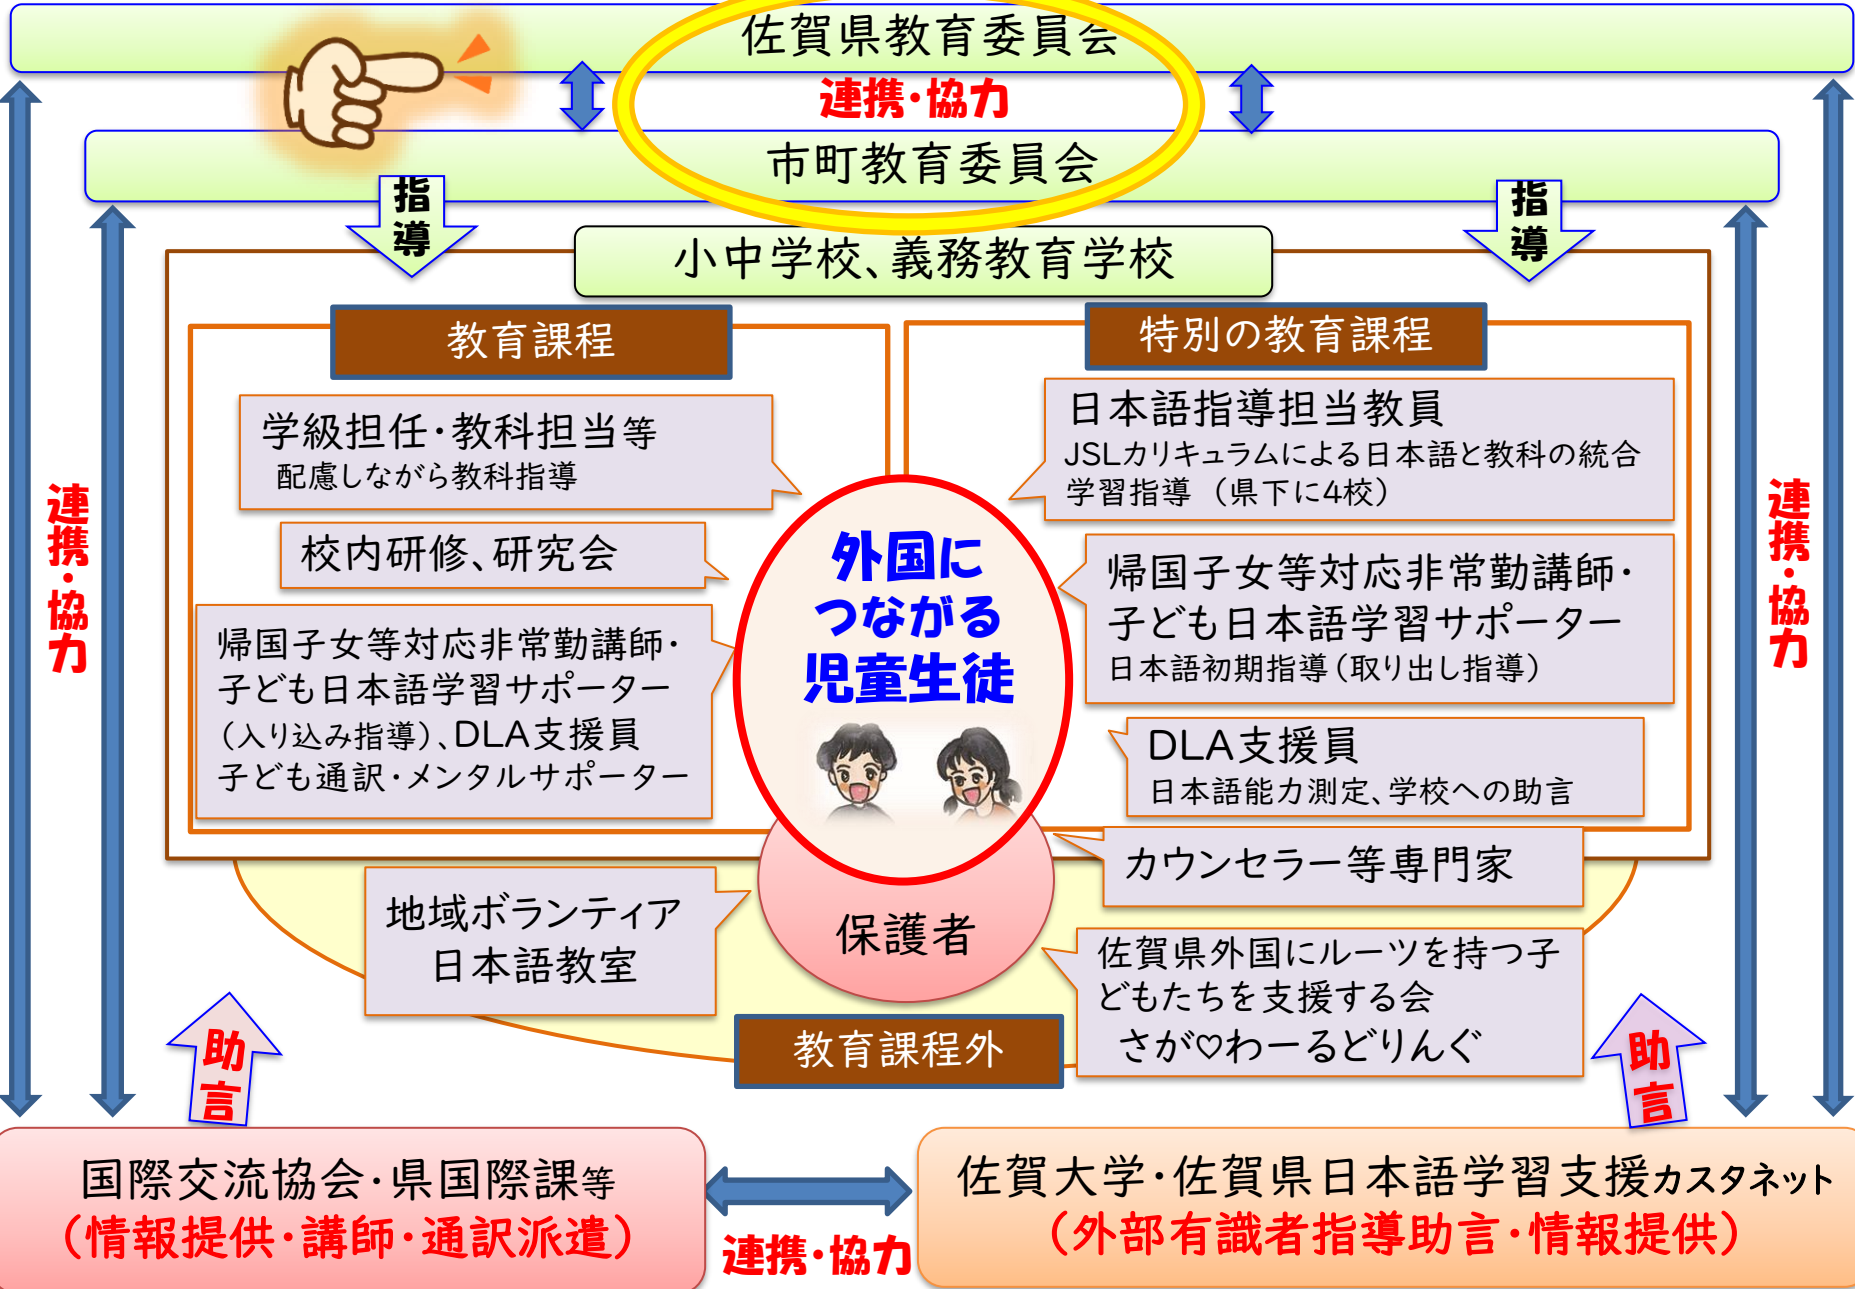 佐賀県教育委員会
連携・協力
市町教育委員会
指導
指導
小中学校、義務教育学校
教育課程
学級担任・教科担当等
配慮しながら教科指導
校内研修、研究会
帰国子女等対応非常勤講師・
子ども日本語学習サポーター
（入り込み指導）、DLA支援員
子ども通訳・メンタルサポーター
特別の教育課程
日本語指導担当教員
JSLカリキュラムによる日本語と教科の統合
学習指導 （県下に4校）
帰国子女等対応非常勤講師・
子ども日本語学習サポーター
日本語初期指導（取り出し指導）
DLA支援員
日本語能力測定、学校への助言
外国に
つながる
児童生徒
連携・協力
連携・協力
カウンセラー等専門家
地域ボランティア
日本語教室
保護者
佐賀県外国にルーツを持つ子
どもたちを支援する会
さが♡わーるどりんぐ
教育課程外
助言
助言
国際交流協会・県国際課等
（情報提供・講師・通訳派遣）
連携・協力
佐賀大学・佐賀県日本語学習支援カスタネット
（外部有識者指導助言・情報提供）